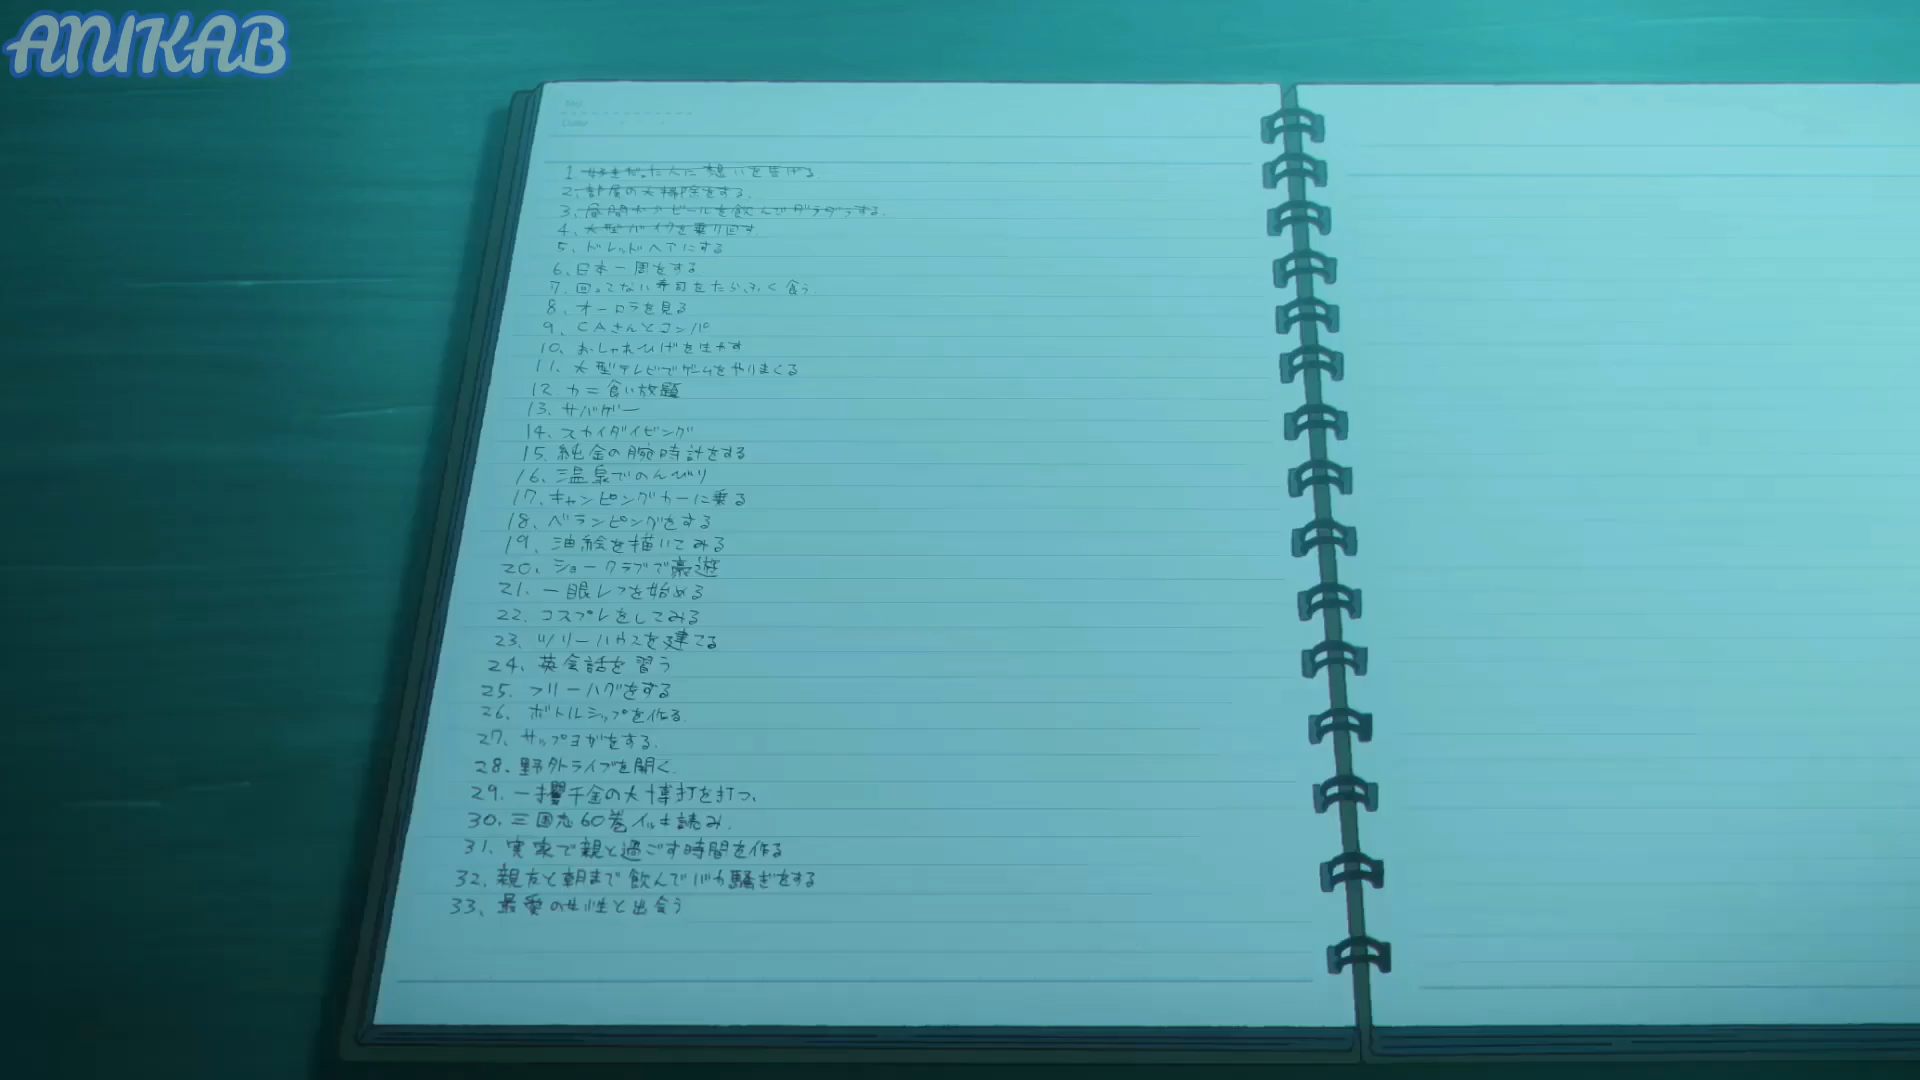 ANIKAB
1. 好きだった人に想いを告げる
2. 部屋の大掃除をする.
3. 昼間からビールを飲んでダラダラする.
4. 大型バイクを乗り回す.
5. ドレッドヘアにする
6. 日本一周をする
7. 回ってない寿司をたらふく食う.
8. オーロラを見る
9. CAさんとコンパ
10. おしゃれひげを生やす
11. 大型テレビでゲームをやりまくる
12. カニ食い放題
13. サバゲー
14. スカイダイビング
15. 純金の腕時計をする
16. 温泉でのんびり
17. キャンピングカーに乗る
18. ベランピングをする
19. 油絵を描いてみる
20. ショークラブで豪遊
21. 一眼レフを始める
22. コスプレをしてみる
23. ツリーハウスを建てる
24. 英会話を習う
25. フリーハグをする
26. ボトルシップを作る.
27. サップヨガをする.
28. 野外ライブを開く.
29. 一攫千金の大博打を打つ.
30. 三国志60巻イッキ読み.
31. 実家で親と過ごす時間を作る
32. 親友と朝まで飲んでバカ騒ぎをする
33. 最愛の女性と出会う